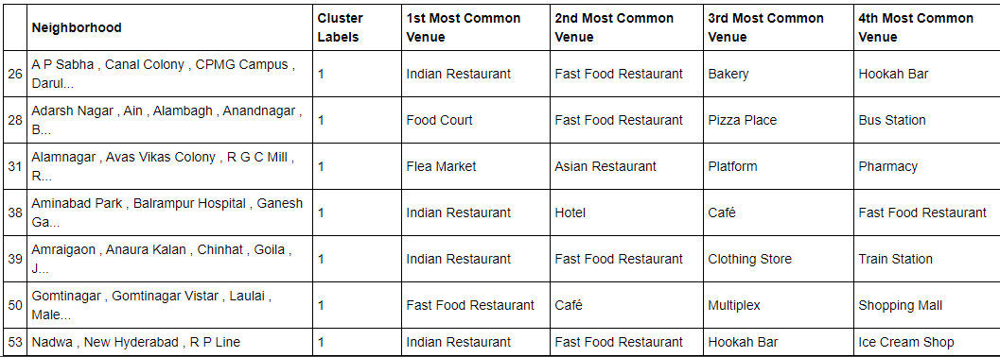 Neighborhood Cluster Labels 1st Most Common Venue 2nd Most Common Venue 3rd Most Common Venue 4th Most Common Venue
26 A P Sabha , Canal Colony , CPMG Campus , Darul... 1 Indian Restaurant Fast Food Restaurant Bakery Hookah Bar
28 Adarsh Nagar , Ain , Alambagh , Anandnagar , B... 1 Food Court Fast Food Restaurant Pizza Place Bus Station
31 Alamnagar , Avas Vikas Colony , R G C Mill , R... 1 Flea Market Asian Restaurant Platform Pharmacy
38 Aminabad Park , Balrampur Hospital , Ganesh Ga... 1 Indian Restaurant Hotel Café Fast Food Restaurant
39 Amraigaon , Anaura Kalan , Chinhat , Goila , J... 1 Indian Restaurant Fast Food Restaurant Clothing Store Train Station
50 Gomtinagar , Gomtinagar Vistar , Laulai , Male... 1 Fast Food Restaurant Café Multiplex Shopping Mall
53 Nadwa , New Hyderabad , R P Line 1 Indian Restaurant Fast Food Restaurant Hookah Bar Ice Cream Shop